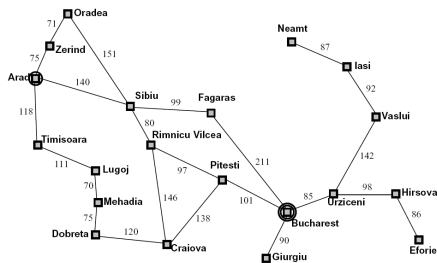 Oradea
71
Neamt
Zerind
87
151
Iasi
75
Arad
140
92
Sibiu
99
Fagaras
118
80
Vaslui
Timisoara
Rimnicu Vilcea
111
97
142
Lugoj
Pitesti
211
70
98
Hirsova
Mehadia
146
101
85
Urziceni
75
138
86
Bucharest
Dobreta
120
90
Craiova
Eforie
Giurgiu